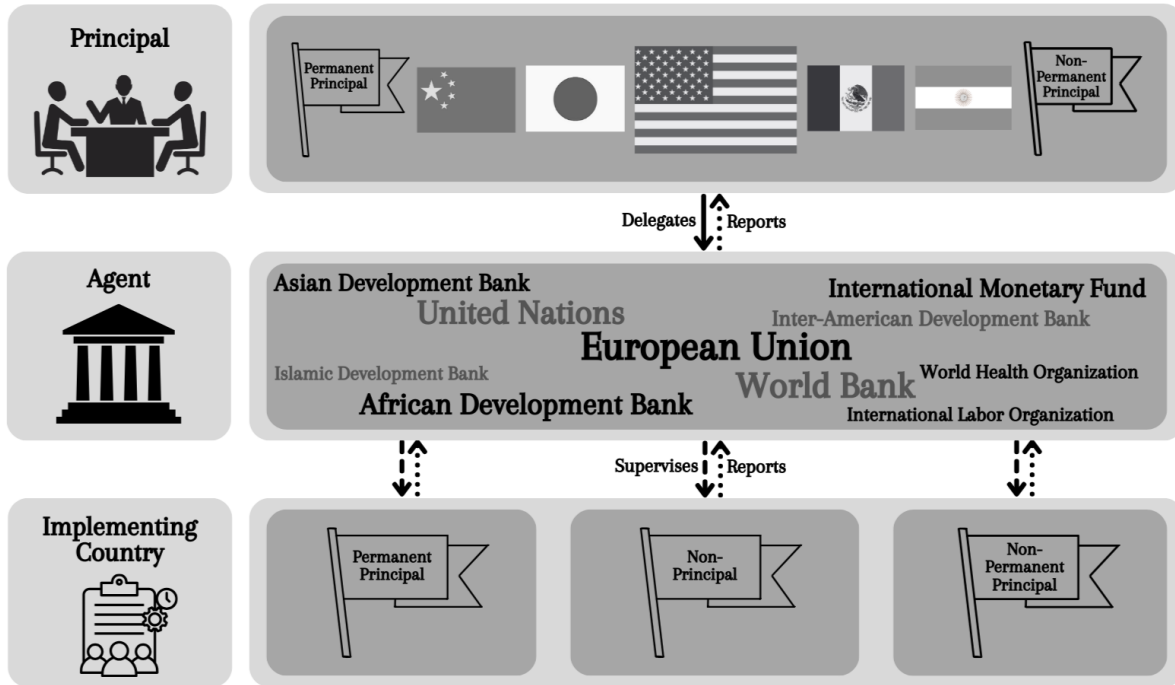 Principal
Permanent
Principal
Non-
Permanent
Principal
Delegates
Reports
Agent
Asian Development Bank
International Monetary Fund
United Nations
Inter-American Development Bank
European Union
Islamic Development Bank
World Bank
World Health Organization
African Development Bank
International Labor Organization
Supervises
Reports
Implementing
Country
Permanent
Principal
Non-
Principal
Non-
Permanent
Principal